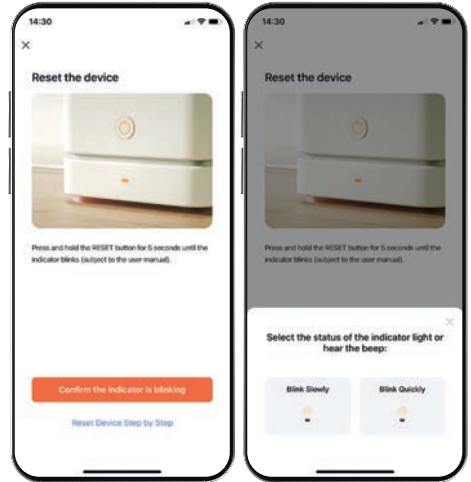 14:30
Reset the device
Press and hold the RESET button for 5 seconds until the
indicator blinks (subject to the user manual).
Confirm the indicator is blinking
Reset Device Step by Step
14:30
Reset the device
Press and hold the RESET button for 5 seconds until the
indicator blinks (subject to the user manual).
Select the status of the indicator light or
hear the beep:
Blink Slowly
Blink Quickly